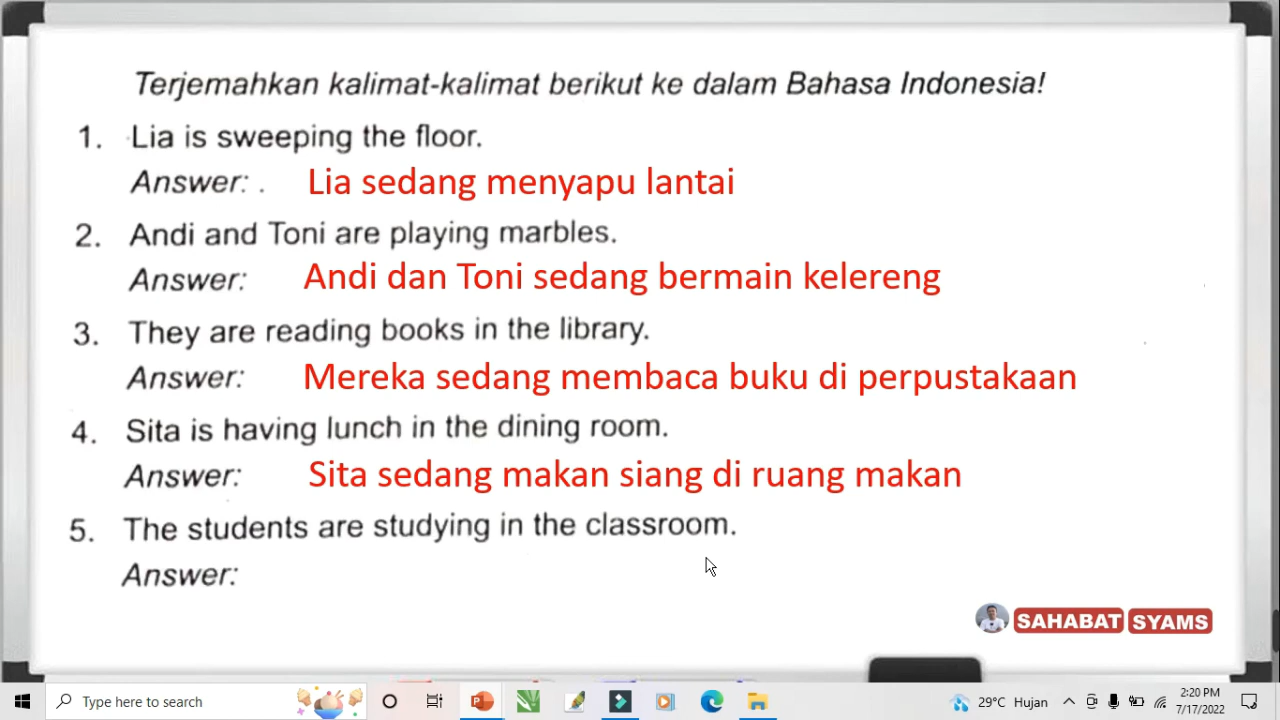 Terjemahkan kalimat-kalimat berikut ke dalam Bahasa Indonesia!
1. Lia is sweeping the floor.
Answer: . Lia sedang menyapu lantai
2. Andi and Toni are playing marbles.
Answer: Andi dan Toni sedang bermain kelereng
3. They are reading books in the library.
Answer: Mereka sedang membaca buku di perpustakaan
4. Sita is having lunch in the dining room.
Answer: Sita sedang makan siang di ruang makan
5. The students are studying in the classroom.
Answer:
SAHABAT SYAMS
Type here to search
29°C Hujan
2:20 PM
7/17/2022